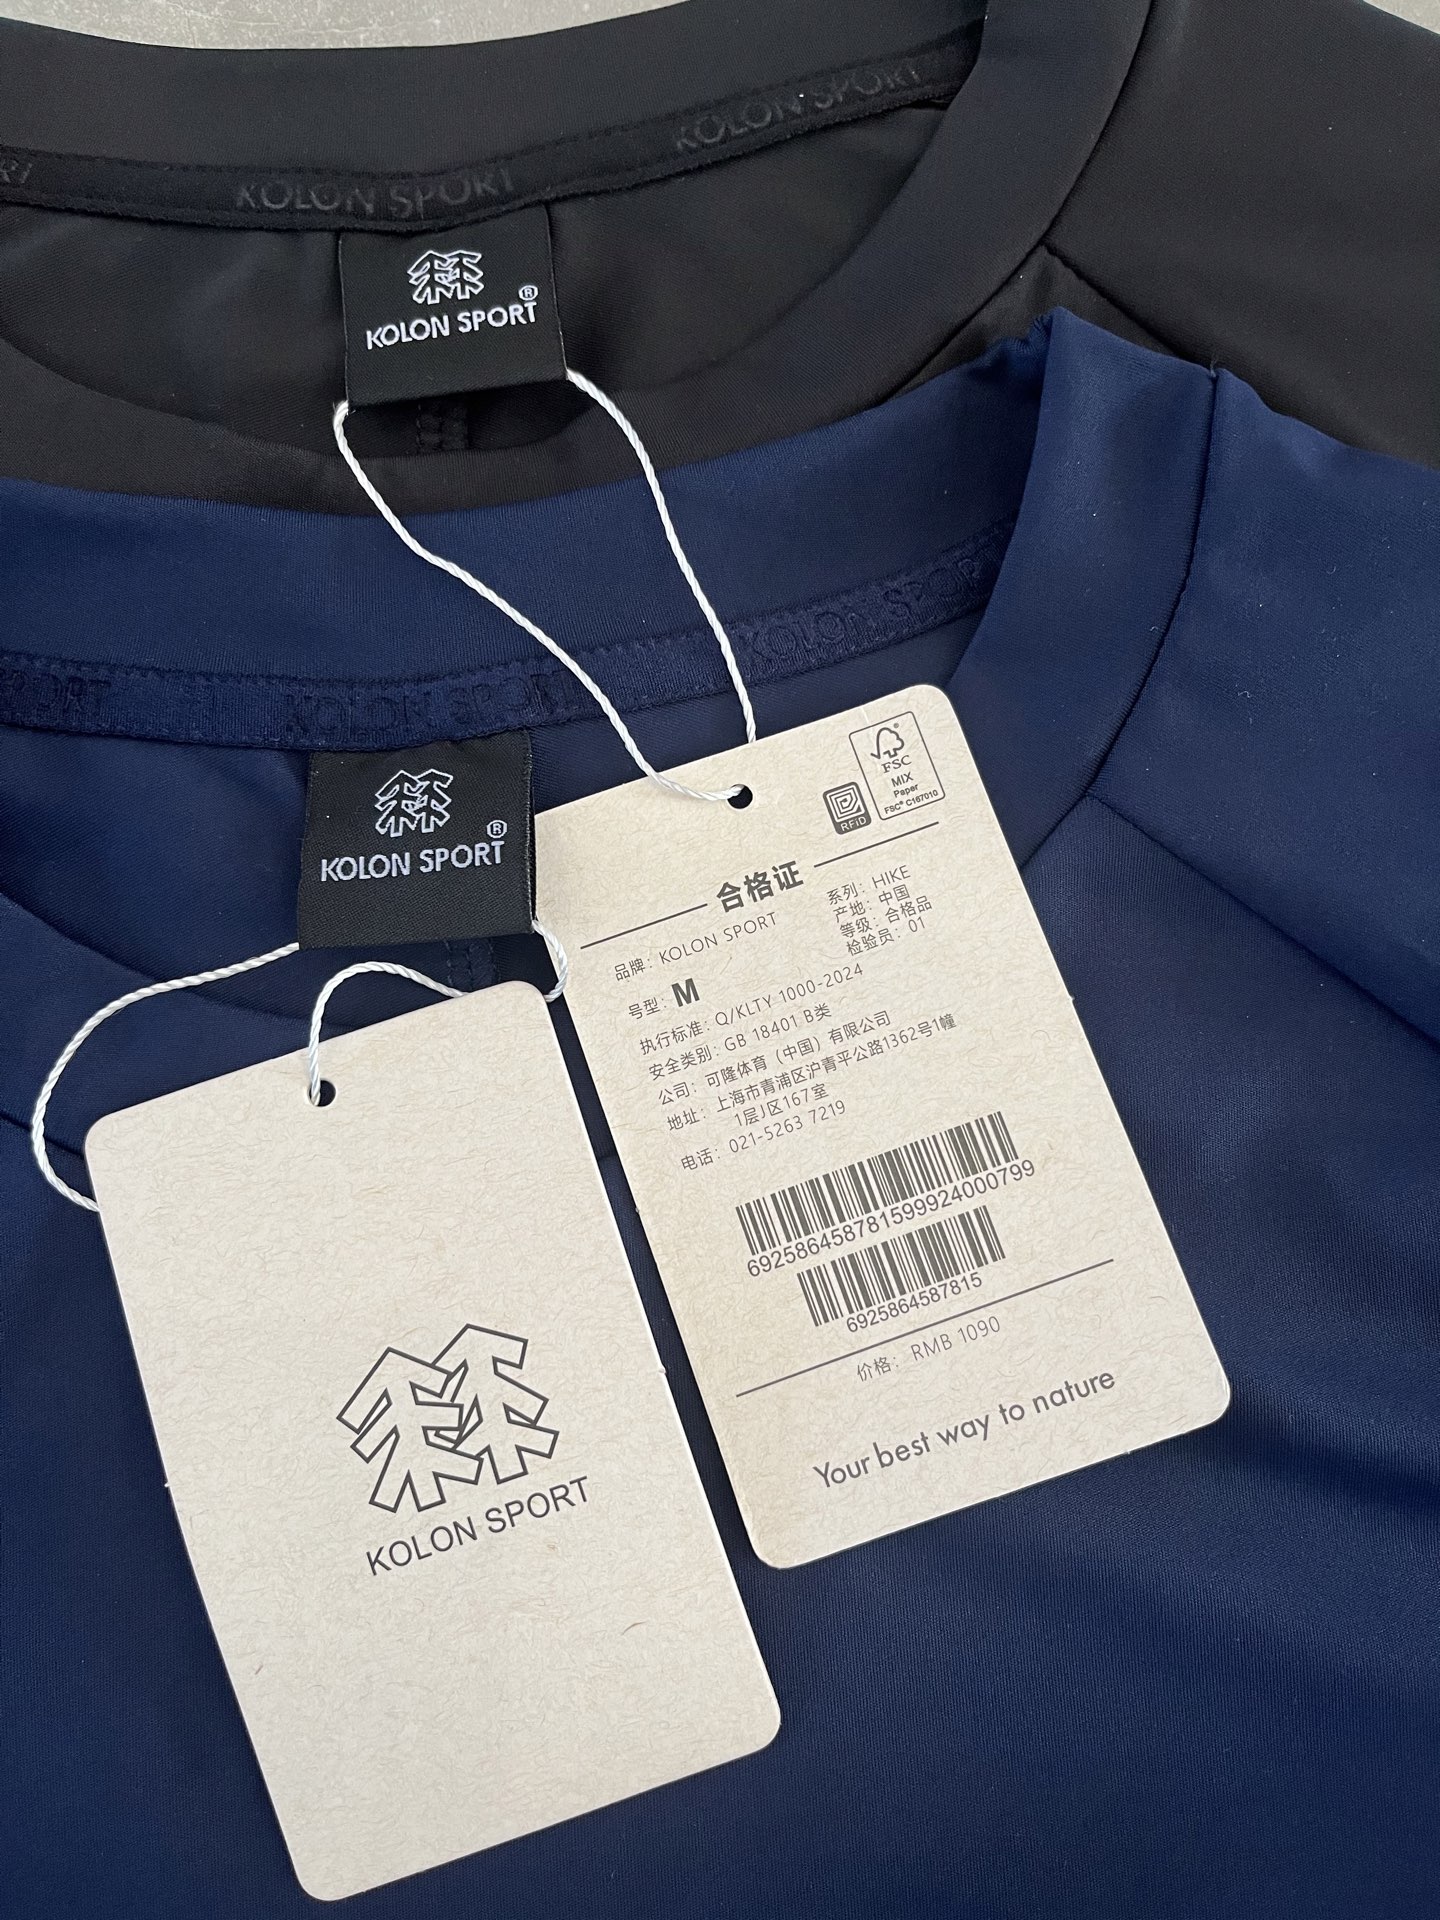 RT
KOLON SPORT
KOLON SPORT
KOLON SPORT®
SPORT
KOLON SPORT
KOLON SPORT
KOLON SPORT®
FSC®
MIX
Paper
FSC® C167010
RFiD
合格证
品牌：KOLON SPORT
系列：HIKE
产地：中国
等级：合格品
检验员：01
号型：M
执行标准：Q/KLTY 1000-2024
安全类别：GB 18401 B类
公司：可隆体育（中国）有限公司
地址：上海市青浦区沪青平公路1362号1幢
1层J区167室
电话：021-5263 7219
692586458781599924000799
6925864587815
价格：RMB 1090
Your best way to nature
KOLON SPORT